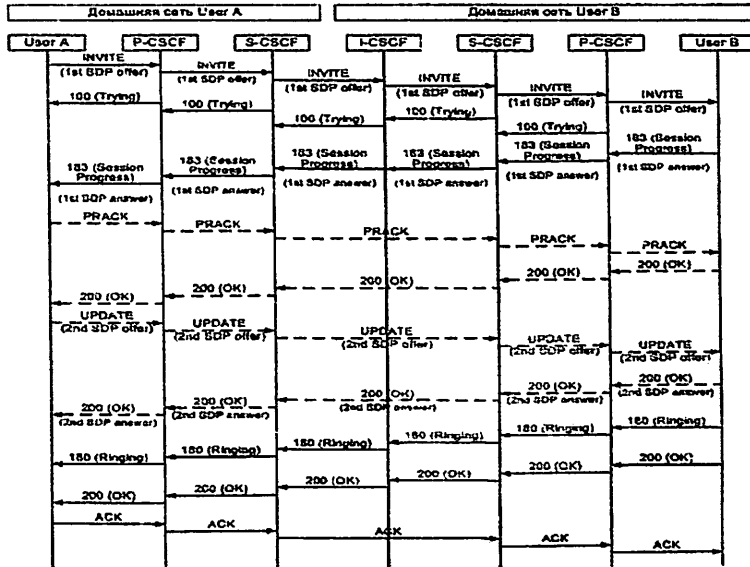 Домашняя сеть User A
Домашняя сеть User B
User A
P-CSCF
S-CSCF
I-CSCF
S-CSCF
P-CSCF
User B
INVITE
(1st SDP offer)
INVITE
(1st SDP offer)
INVITE
(1st SDP offer)
INVITE
(1st SDP offer)
INVITE
(1st SDP offer)
INVITE
(1st SDP offer)
100 (Trying)
100 (Trying)
100 (Trying)
100 (Trying)
100 (Trying)
183 (Session Progress)
(1st SDP answer)
183 (Session Progress)
(1st SDP answer)
183 (Session Progress)
(1st SDP answer)
183 (Session Progress)
(1st SDP answer)
183 (Session Progress)
(1st SDP answer)
183 (Session Progress)
(1st SDP answer)
PRACK
PRACK
PRACK
PRACK
PRACK
200 (OK)
200 (OK)
200 (OK)
200 (OK)
200 (OK)
UPDATE
(2nd SDP offer)
UPDATE
(2nd SDP offer)
UPDATE
(2nd SDP offer)
UPDATE
(2nd SDP offer)
UPDATE
(2nd SDP offer)
200 (OK)
(2nd SDP answer)
200 (OK)
(2nd SDP answer)
200 (OK)
(2nd SDP answer)
200 (OK)
(2nd SDP answer)
200 (OK)
(2nd SDP answer)
180 (Ringing)
180 (Ringing)
180 (Ringing)
180 (Ringing)
180 (Ringing)
180 (Ringing)
200 (OK)
200 (OK)
200 (OK)
200 (OK)
200 (OK)
200 (OK)
ACK
ACK
ACK
ACK
ACK